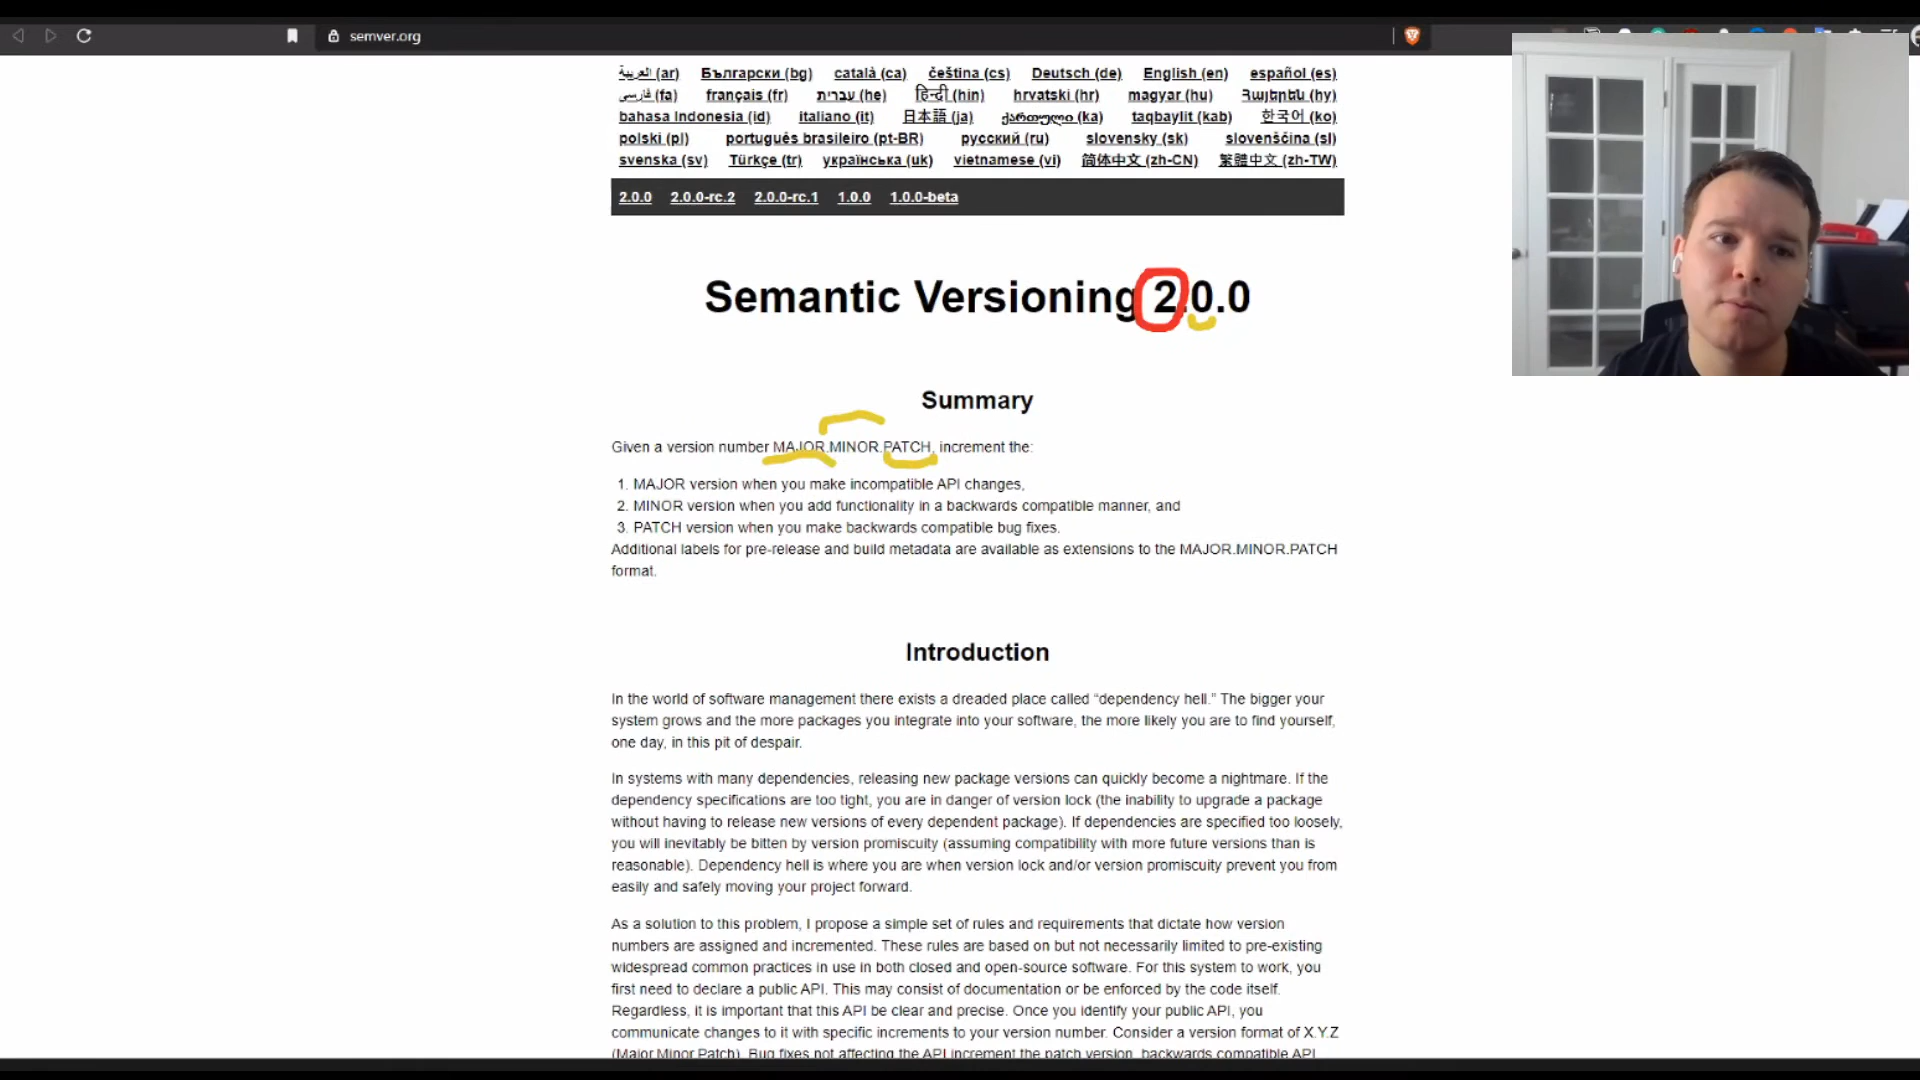 semver.org
العربية (ar) Български (bg) català (ca) čeština (cs) Deutsch (de) English (en) español (es)
فارسی (fa) français (fr) עברית (he) हिन्दी (hin) hrvatski (hr) magyar (hu) Հայերեն (hy)
bahasa Indonesia (id) italiano (it) 日本語 (ja) ქართული (ka) taqbaylit (kab) 한국어 (ko)
polski (pl) português brasileiro (pt-BR) русский (ru) slovensky (sk) slovenščina (sl)
svenska (sv) Türkçe (tr) українська (uk) vietnamese (vi) 简体中文 (zh-CN) 繁體中文 (zh-TW)
2.0.0 2.0.0-rc.2 2.0.0-rc.1 1.0.0 1.0.0-beta
Semantic Versioning 2.0.0
Summary
Given a version number MAJOR.MINOR.PATCH, increment the:
1. MAJOR version when you make incompatible API changes,
2. MINOR version when you add functionality in a backwards compatible manner, and
3. PATCH version when you make backwards compatible bug fixes.
Additional labels for pre-release and build metadata are available as extensions to the MAJOR.MINOR.PATCH
format.
Introduction
In the world of software management there exists a dreaded place called “dependency hell.” The bigger your
system grows and the more packages you integrate into your software, the more likely you are to find yourself,
one day, in this pit of despair.
In systems with many dependencies, releasing new package versions can quickly become a nightmare. If the
dependency specifications are too tight, you are in danger of version lock (the inability to upgrade a package
without having to release new versions of every dependent package). If dependencies are specified too loosely,
you will inevitably be bitten by version promiscuity (assuming compatibility with more future versions than is
reasonable). Dependency hell is where you are when version lock and/or version promiscuity prevent you from
easily and safely moving your project forward.
As a solution to this problem, I propose a simple set of rules and requirements that dictate how version
numbers are assigned and incremented. These rules are based on but not necessarily limited to pre-existing
widespread common practices in use in both closed and open-source software. For this system to work, you
first need to declare a public API. This may consist of documentation or be enforced by the code itself.
Regardless, it is important that this API be clear and precise. Once you identify your public API, you
communicate changes to it with specific increments to your version number. Consider a version format of X.Y.Z
(Major.Minor.Patch). Bug fixes not affecting the API increment the patch version, backwards compatible API